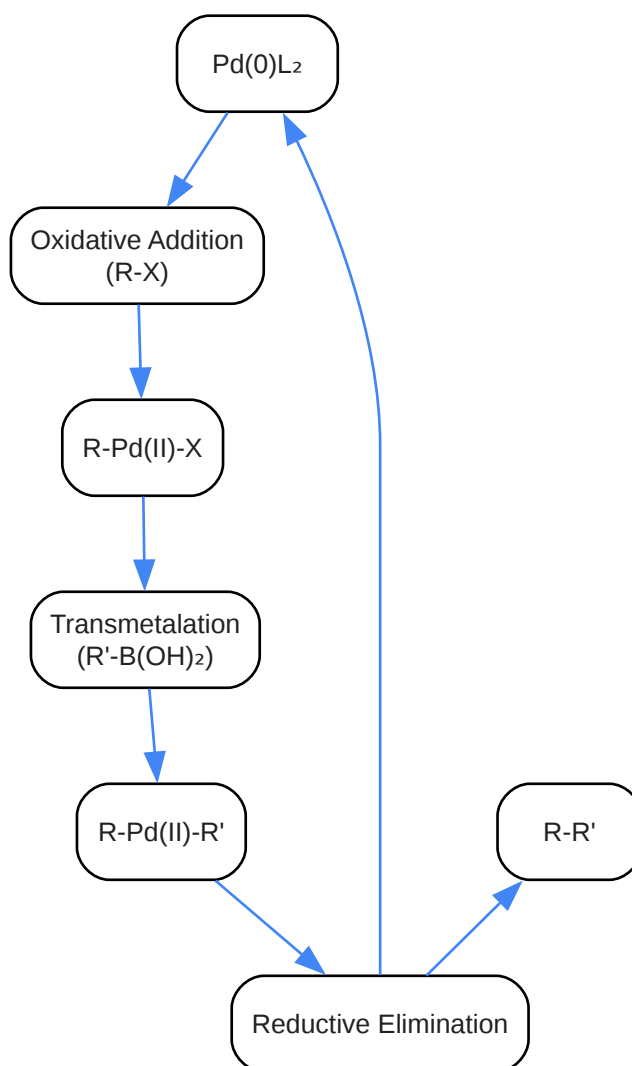 Pd(0)L₂
Oxidative Addition
(R-X)
R-Pd(II)-X
Transmetalation
(R'-B(OH)₂)
R-Pd(II)-R'
R-R'
Reductive Elimination